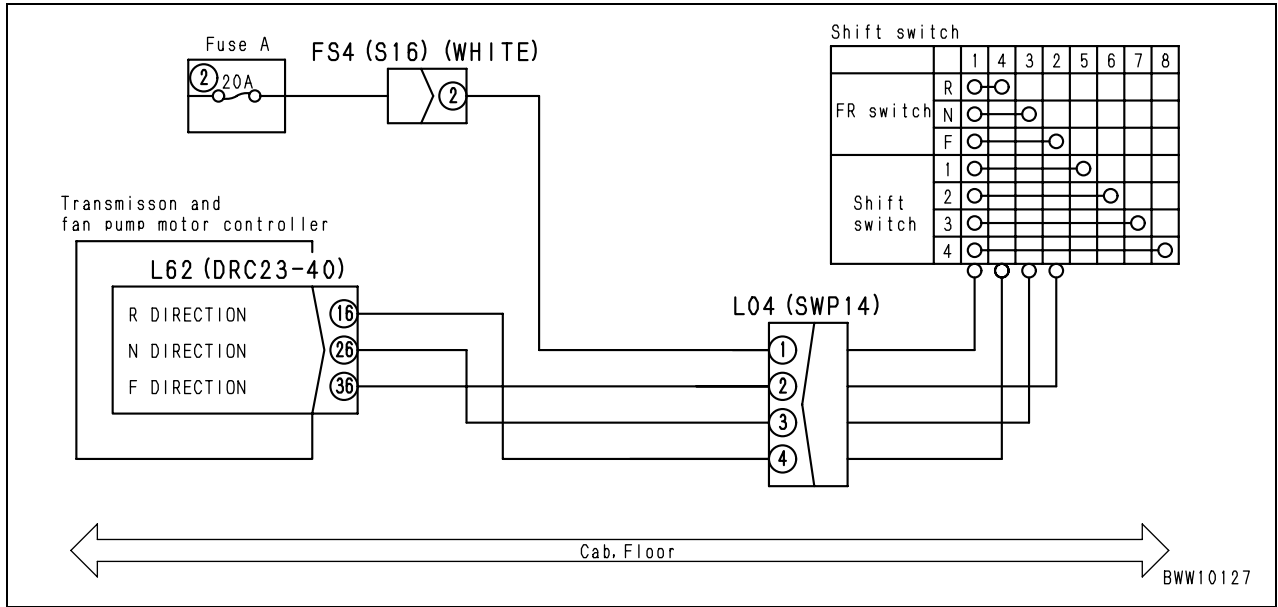 Fuse A
FS4 (S16) (WHITE)
Shift switch
2 20A
2
1 4 3 2 5 6 7 8
FR switch
R
N
F
Shift
switch
1
2
3
4
Transmisson and
fan pump motor controller
L62 (DRC23-40)
R DIRECTION 16
N DIRECTION 26
F DIRECTION 36
L04 (SWP14)
1
2
3
4
Cab, Floor
BWW10127